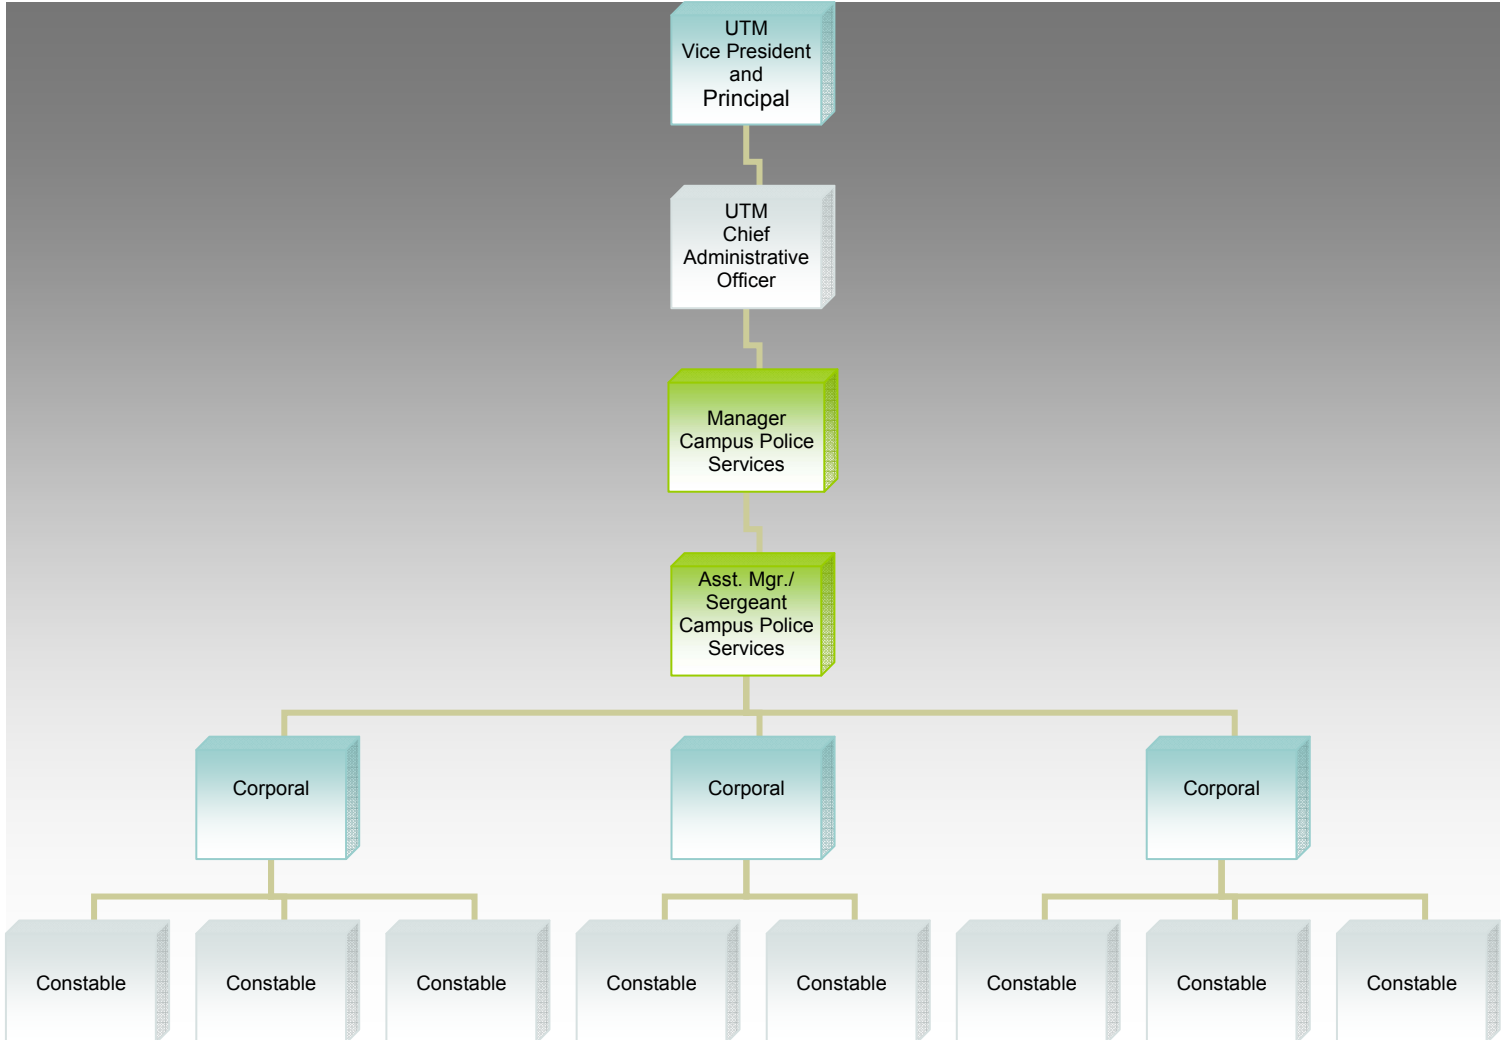 UTM
Vice President
and
Principal
UTM
Chief
Administrative
Officer
Manager
Campus Police
Services
Asst. Mgr./
Sergeant
Campus Police
Services
Corporal
Corporal
Corporal
Constable
Constable
Constable
Constable
Constable
Constable
Constable
Constable